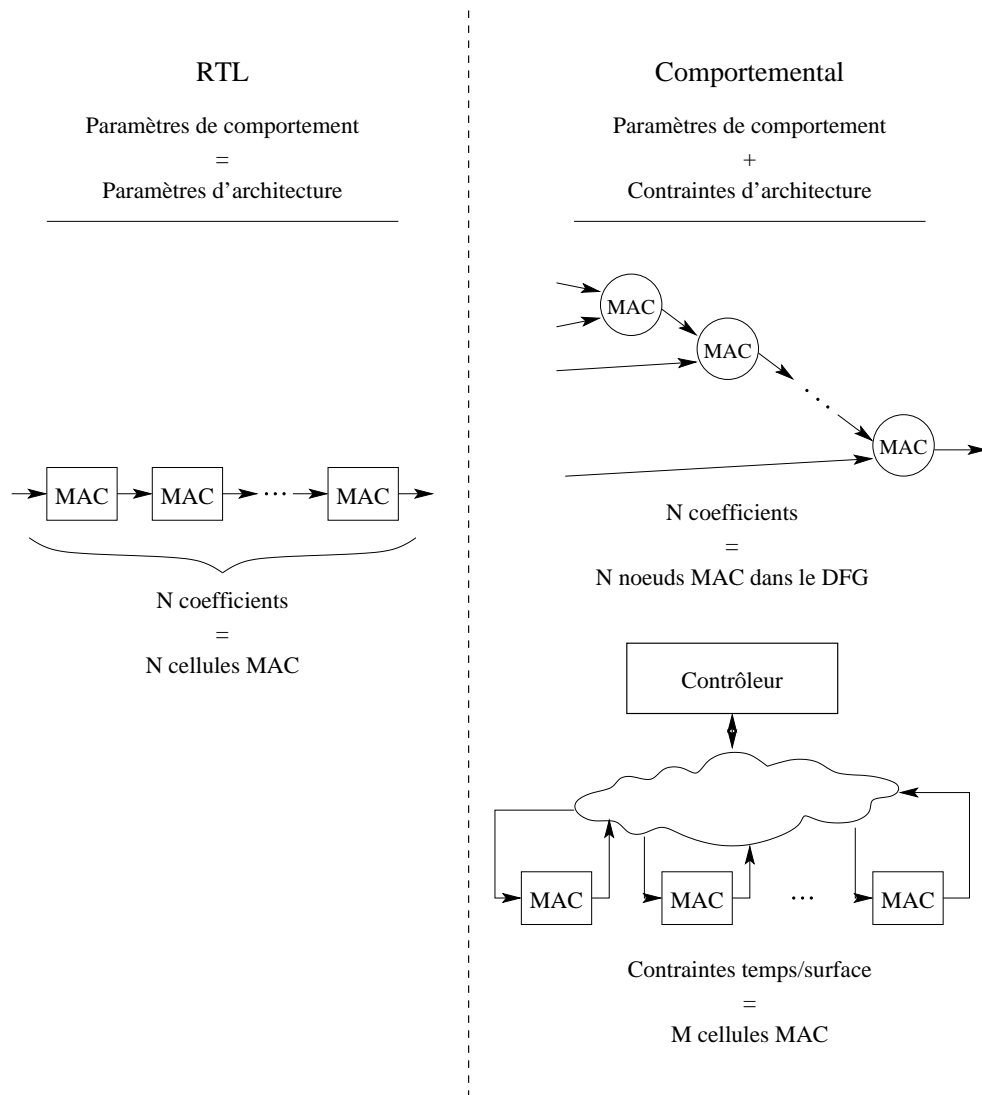 RTL
Paramètres de comportement
=
Paramètres d'architecture
MAC MAC ... MAC
N coefficients
=
N cellules MAC
Comportemental
Paramètres de comportement
+
Contraintes d'architecture
MAC
MAC
...
MAC
N coefficients
=
N noeuds MAC dans le DFG
Contrôleur
MAC MAC ... MAC
Contraintes temps/surface
=
M cellules MAC